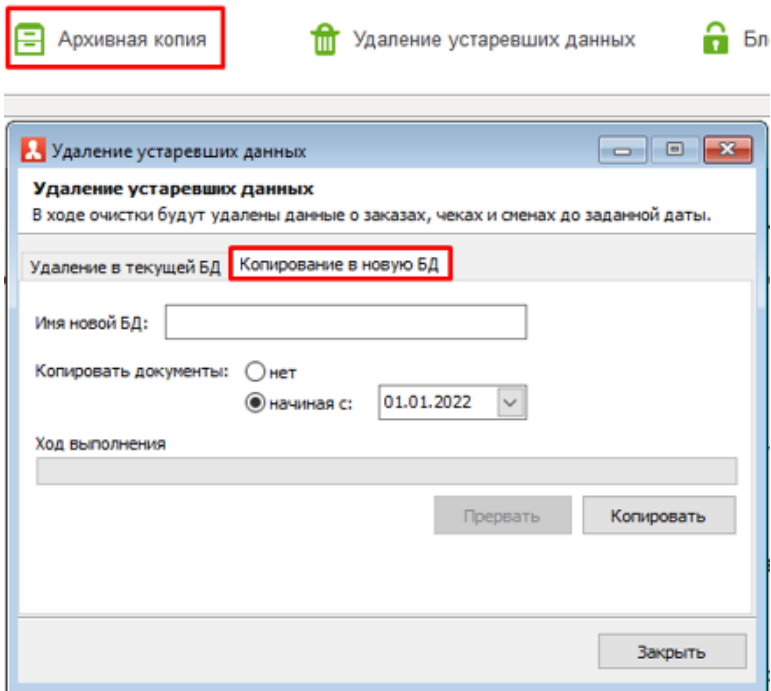 Архивная копия Удаление устаревших данных Бл
Удаление устаревших данных
Удаление устаревших данных
В ходе очистки будут удалены данные о заказах, чеках и сменах до заданной даты.
Удаление в текущей БД Копирование в новую БД
Имя новой БД:
Копировать документы: нет
начиная с: 01.01.2022
Ход выполнения
Прервать Копировать
Закрыть